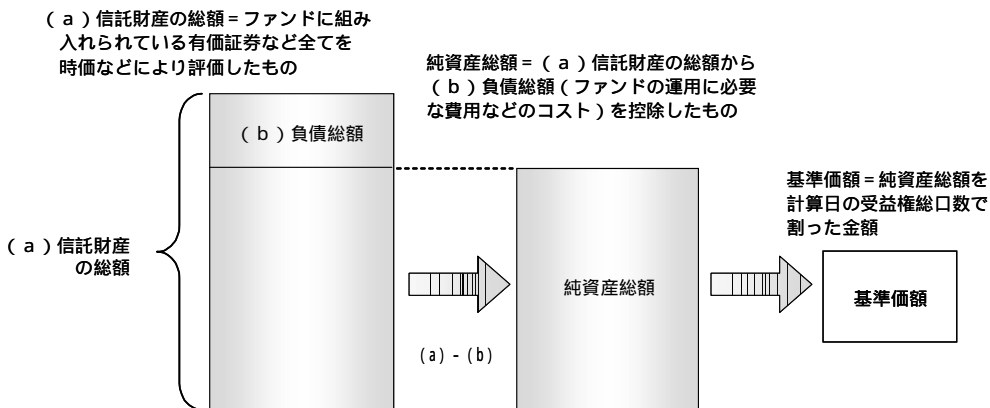 (a)信託財産の総額=ファンドに組み
入れられている有価証券など全てを
時価などにより評価したもの
純資産総額=(a)信託財産の総額から
(b)負債総額(ファンドの運用に必要
な費用などのコスト)を控除したもの
(b)負債総額
基準価額=純資産総額を
計算日の受益権総口数で
割った金額
(a)信託財産
の総額
純資産総額
基準価額
(a) - (b)